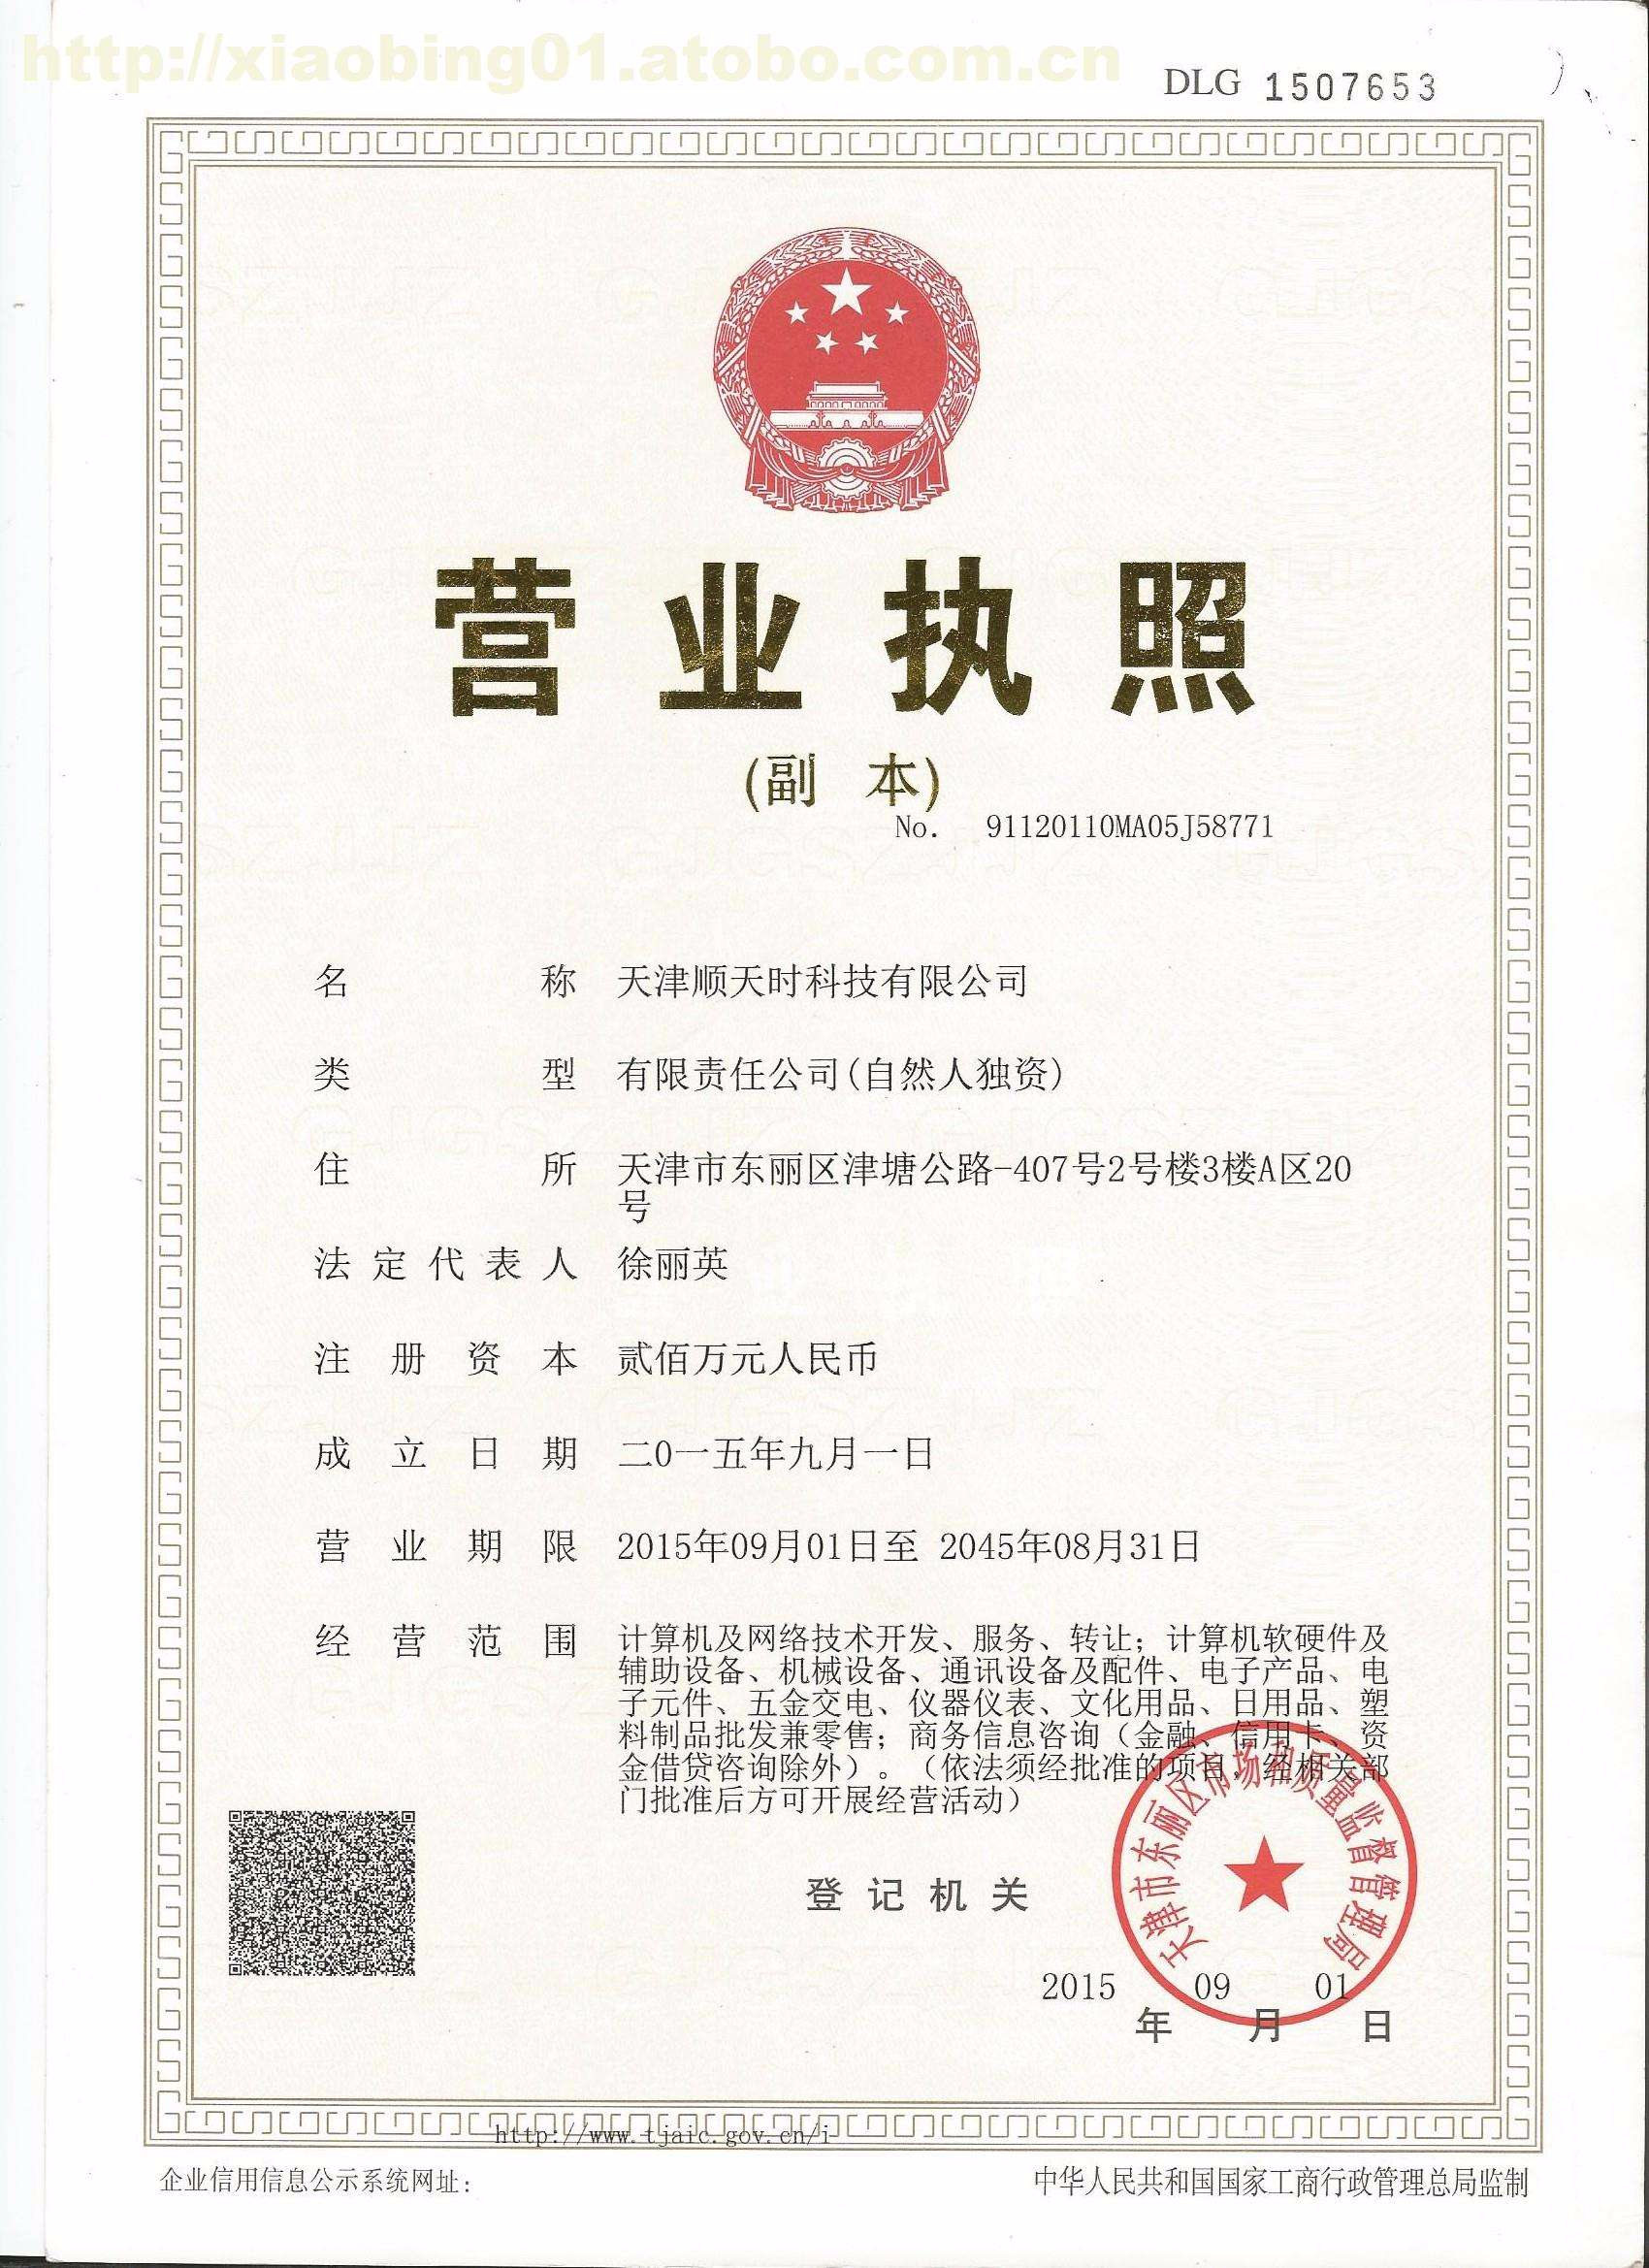 http://xiaobing01.atobo.com.cn
DLG 1507653
营业执照
(副 本)
No. 91120110MA05J58771
名称 天津顺天时科技有限公司
类型 有限责任公司(自然人独资)
住所 天津市东丽区津塘公路-407号2号楼3楼A区20
号
法定代表人 徐丽英
注册资本 贰佰万元人民币
成立日期 二0一五年九月一日
营业期限 2015年09月01日至 2045年08月31日
经营范围 计算机及网络技术开发、服务、转让；计算机软硬件及
辅助设备、机械设备、通讯设备及配件、电子产品、电
子元件、五金交电、仪器仪表、文化用品、日用品、塑
料制品批发兼零售；商务信息咨询（金融、信用卡、资
金借贷咨询除外）。（依法须经批准的项目，经相关部
门批准后方可开展经营活动）
登记机关
天津市东丽区市场和质量监督管理局
2015 09 01
年 月 日
http://www.tjaic.gov.cn/i
企业信用信息公示系统网址：
中华人民共和国国家工商行政管理总局监制